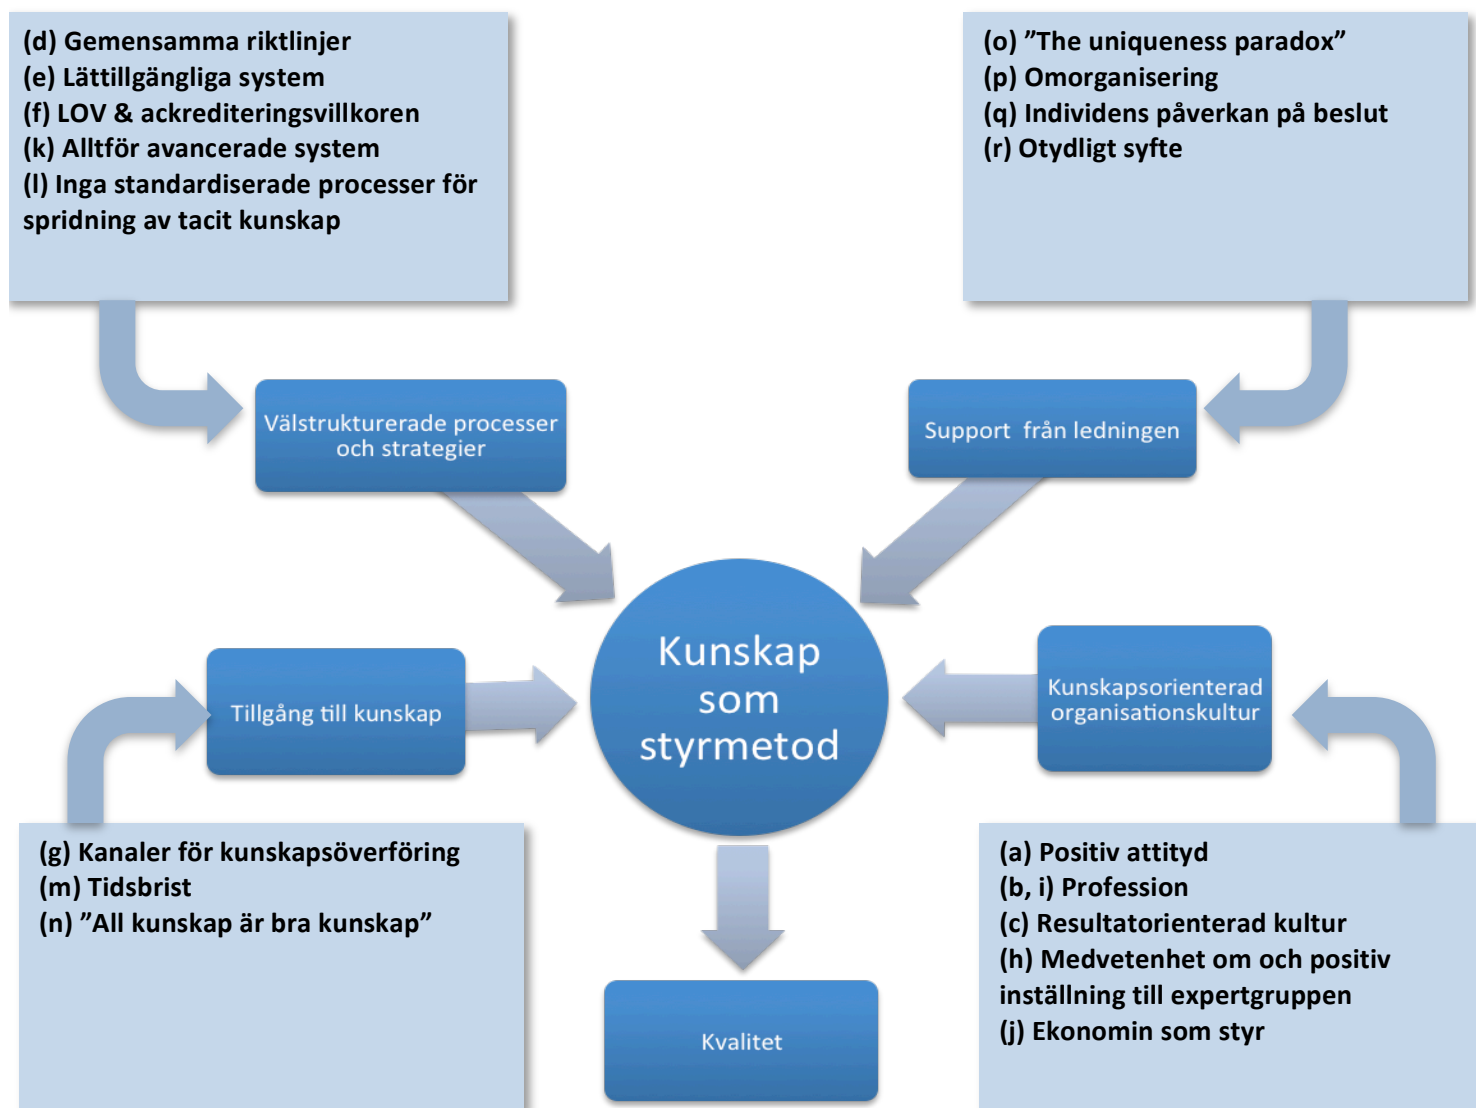 (d) Gemensamma riktlinjer
(e) Lättillgängliga system
(f) LOV & ackrediteringsvillkoren
(k) Alltför avancerade system
(l) Inga standardiserade processer för
spridning av tacit kunskap
(o) ”The uniqueness paradox”
(p) Omorganisering
(q) Individens påverkan på beslut
(r) Otydligt syfte
Välstrukturerade processer
och strategier
Support från ledningen
Kunskap
som
styrmetod
Tillgång till kunskap
Kunskapsorienterad
organisationskultur
(g) Kanaler för kunskapsöverföring
(m) Tidsbrist
(n) ”All kunskap är bra kunskap”
(a) Positiv attityd
(b, i) Profession
(c) Resultatorienterad kultur
(h) Medvetenhet om och positiv
inställning till expertgruppen
(j) Ekonomin som styr
Kvalitet